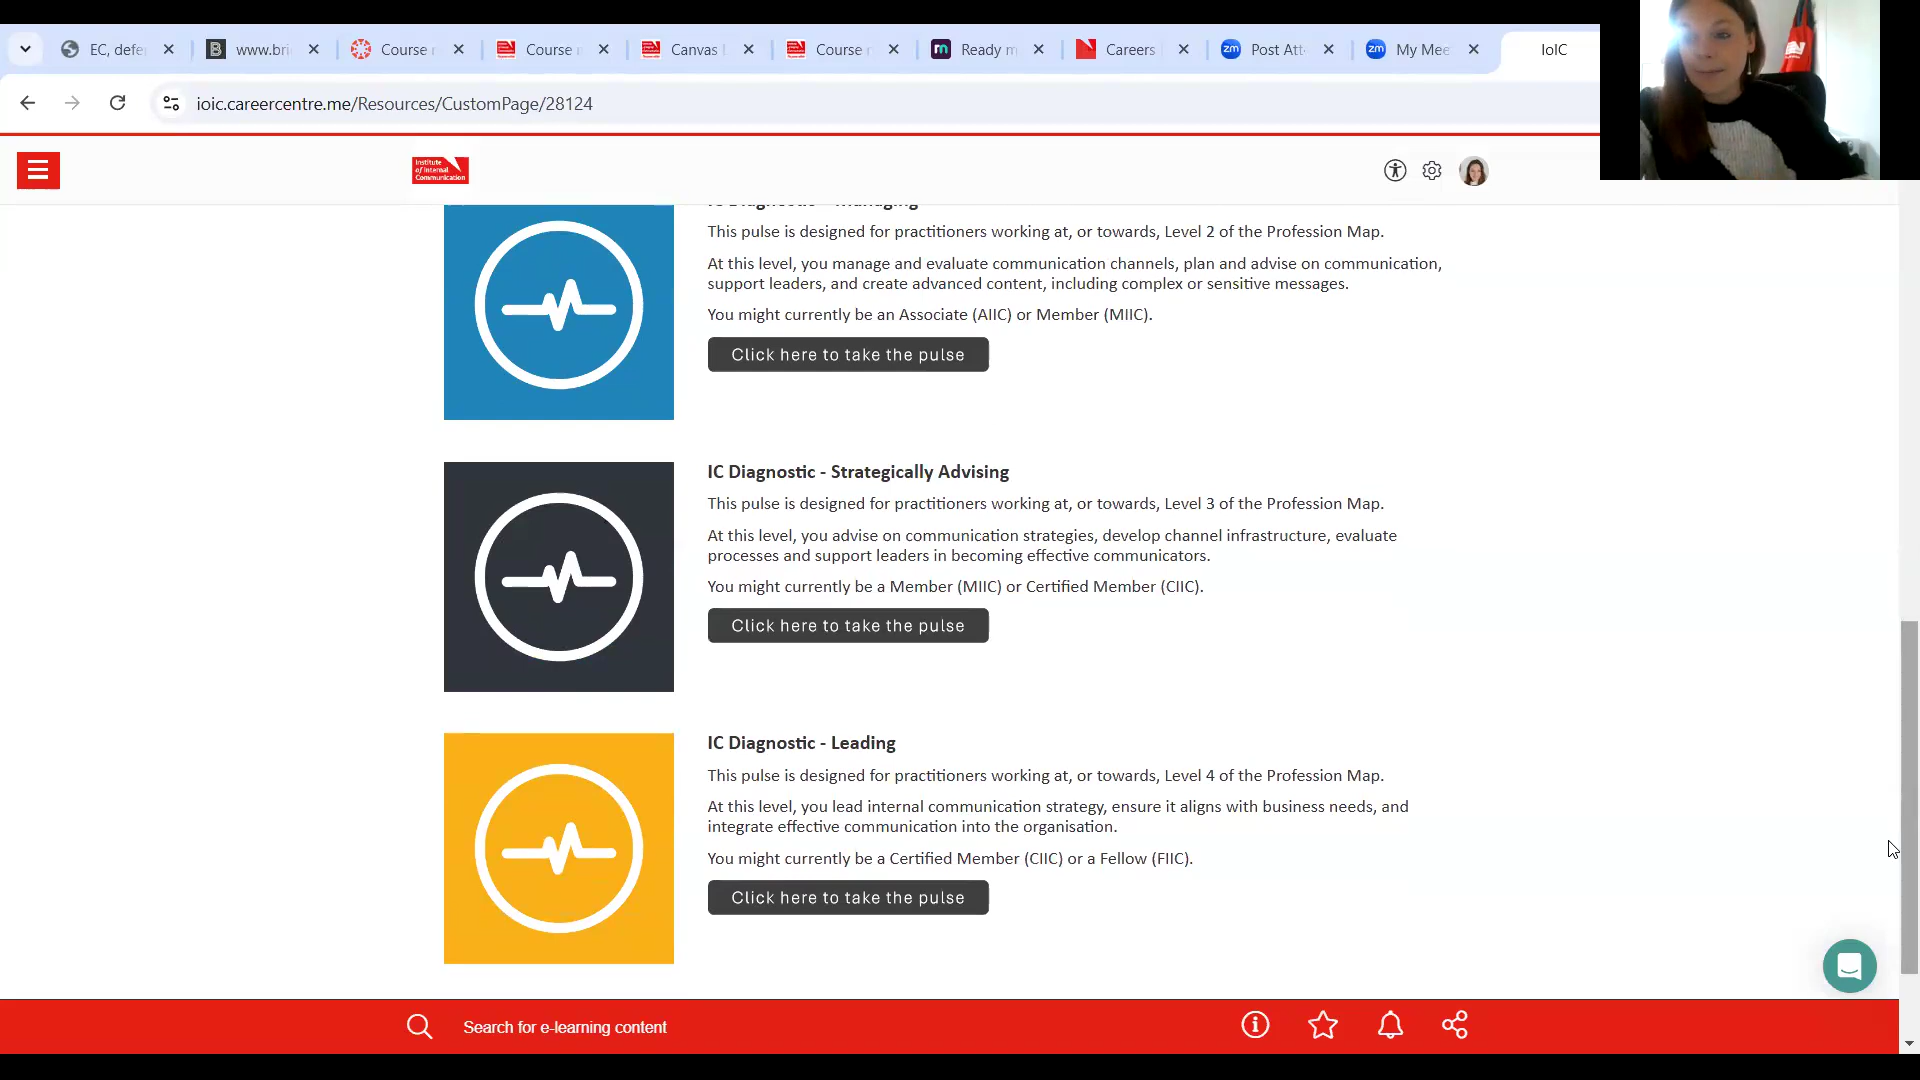 EC, defe
www.bri
Course
Course
Canvas
Course
Ready m
Careers
zm
Post Att
zm
My Mee
IoIC
ioic.careercentre.me/Resources/CustomPage/28124
Institute
of Internal
Communication
IC Diagnostic - Managing
This pulse is designed for practitioners working at, or towards, Level 2 of the Profession Map.
At this level, you manage and evaluate communication channels, plan and advise on communication,
support leaders, and create advanced content, including complex or sensitive messages.
You might currently be an Associate (AIIC) or Member (MIIC).
Click here to take the pulse
IC Diagnostic - Strategically Advising
This pulse is designed for practitioners working at, or towards, Level 3 of the Profession Map.
At this level, you advise on communication strategies, develop channel infrastructure, evaluate
processes and support leaders in becoming effective communicators.
You might currently be a Member (MIIC) or Certified Member (CIIC).
Click here to take the pulse
IC Diagnostic - Leading
This pulse is designed for practitioners working at, or towards, Level 4 of the Profession Map.
At this level, you lead internal communication strategy, ensure it aligns with business needs, and
integrate effective communication into the organisation.
You might currently be a Certified Member (CIIC) or a Fellow (FIIC).
Click here to take the pulse
Search for e-learning content